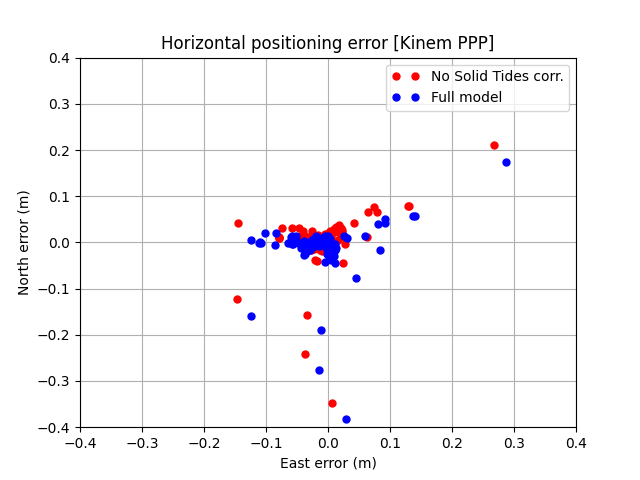 Horizontal positioning error [Kinem PPP]
No Solid Tides corr.
Full model
North error (m)
0.4
0.3
0.2
0.1
0.0
−0.1
−0.2
−0.3
−0.4
−0.4 −0.3 −0.2 −0.1 0.0 0.1 0.2 0.3 0.4
East error (m)